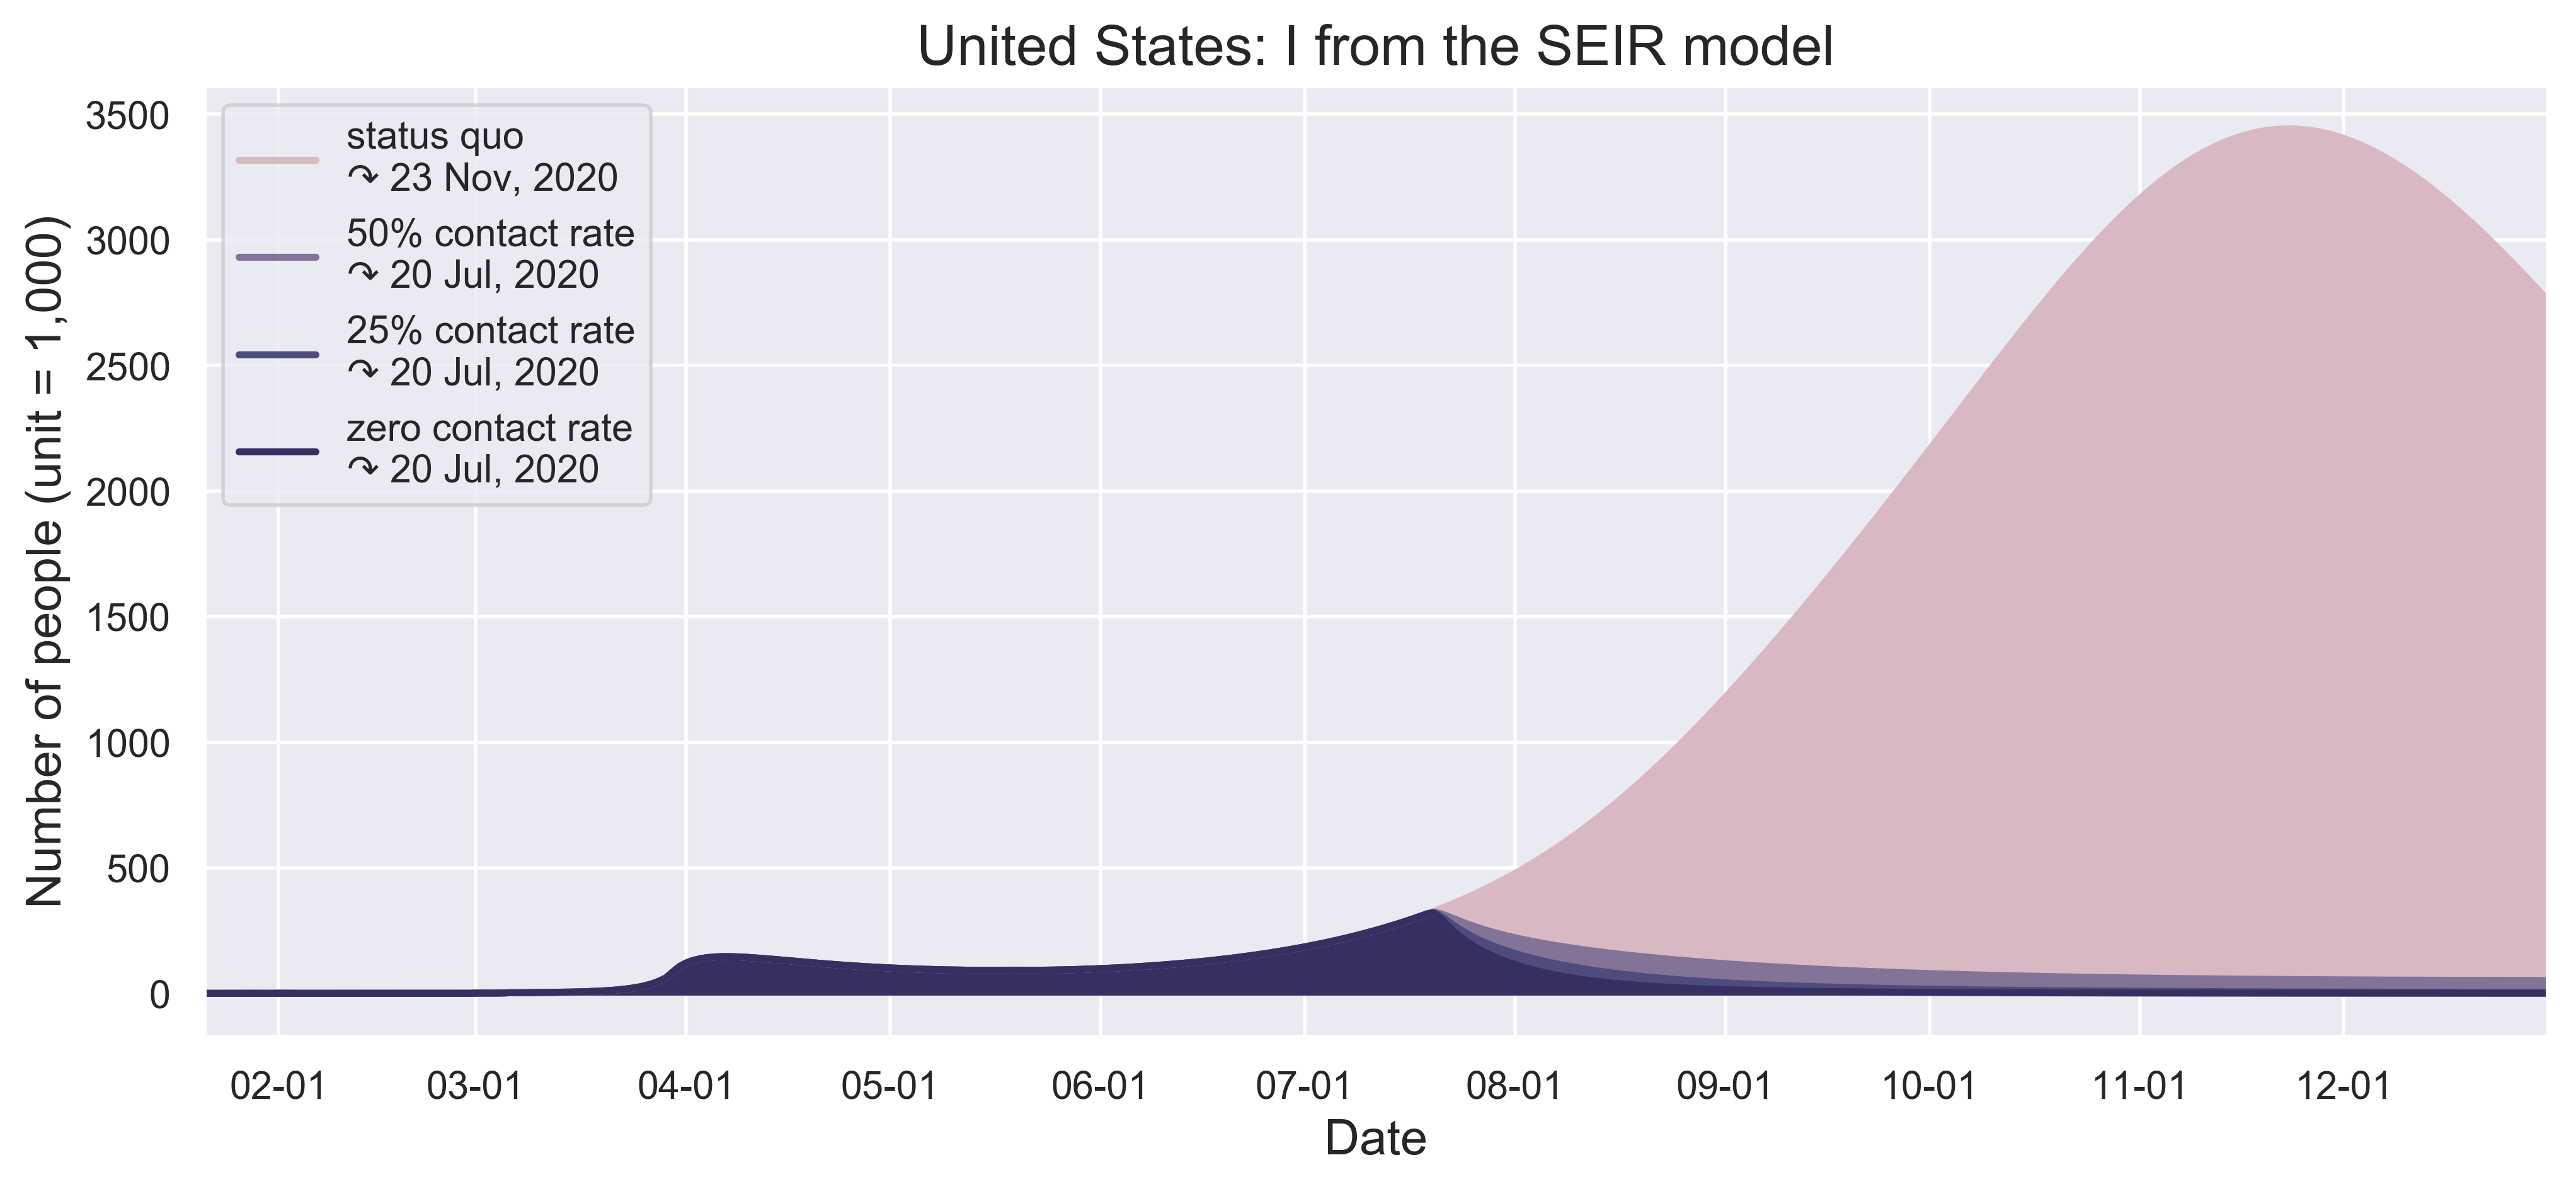 United States: I from the SEIR model
Number of people (unit = 1,000)
3500
3000
2500
2000
1500
1000
500
0
status quo
↷ 23 Nov, 2020
50% contact rate
↷ 20 Jul, 2020
25% contact rate
↷ 20 Jul, 2020
zero contact rate
↷ 20 Jul, 2020
02-01 03-01 04-01 05-01 06-01 07-01 08-01 09-01 10-01 11-01 12-01
Date